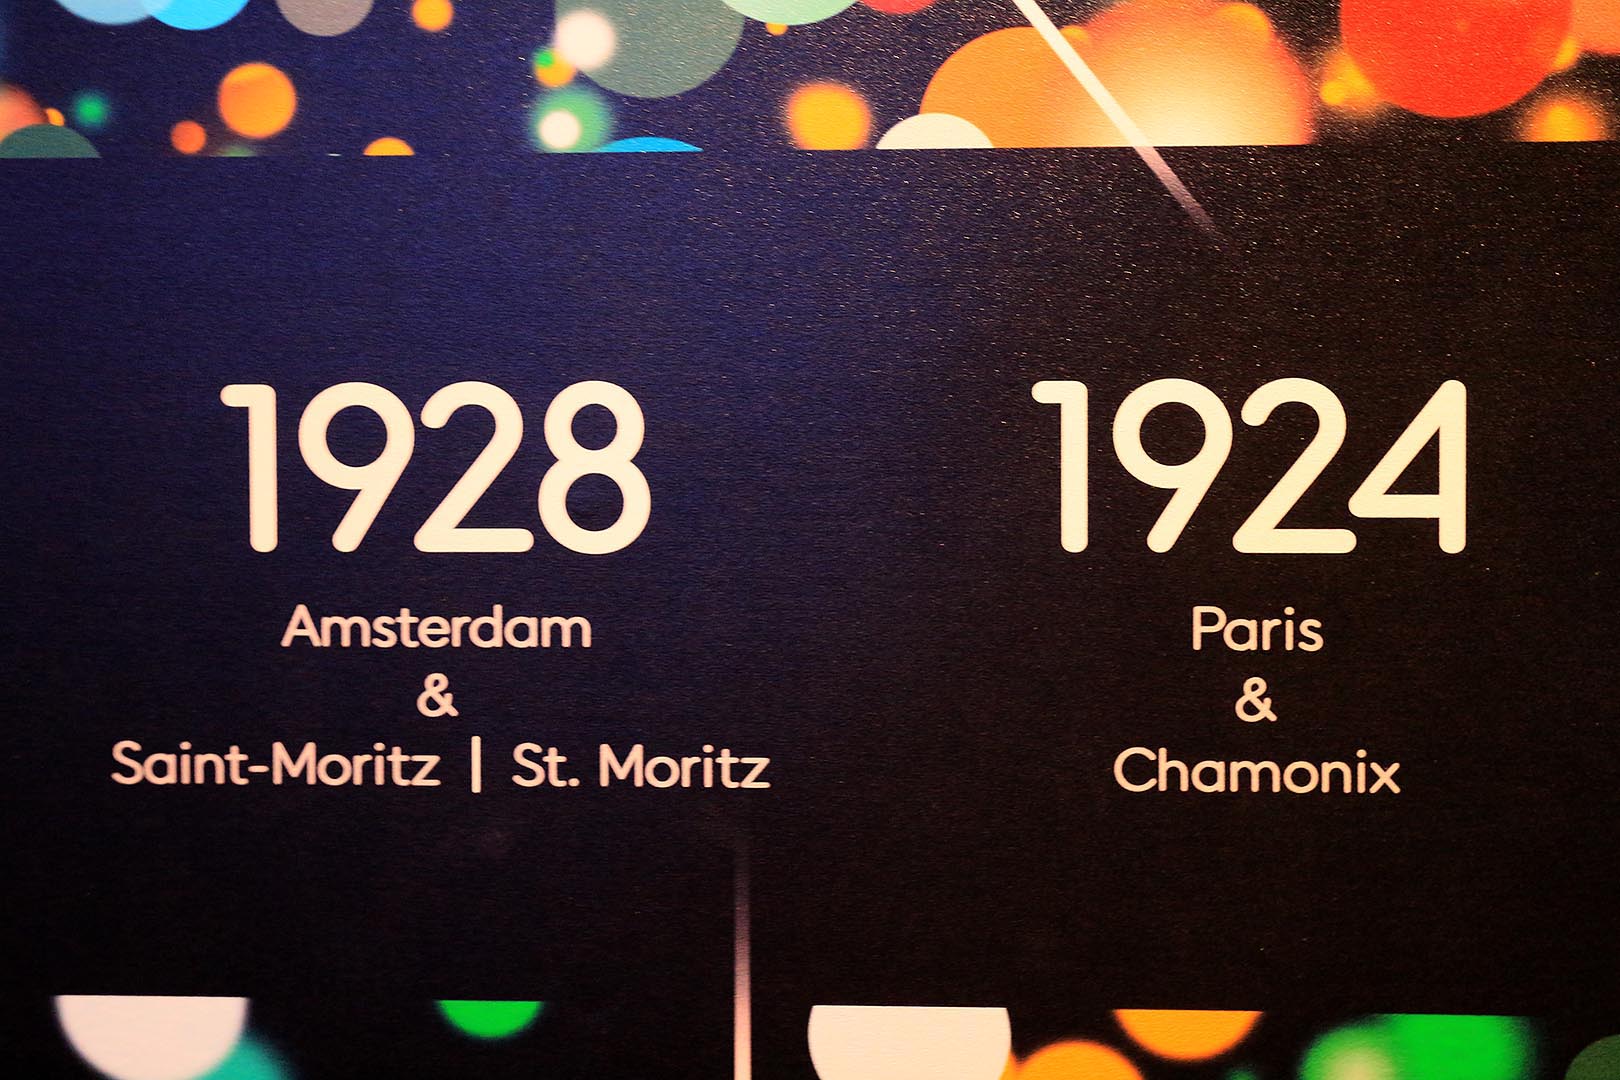 1928
Amsterdam
&
Saint-Moritz | St. Moritz
1924
Paris
&
Chamonix